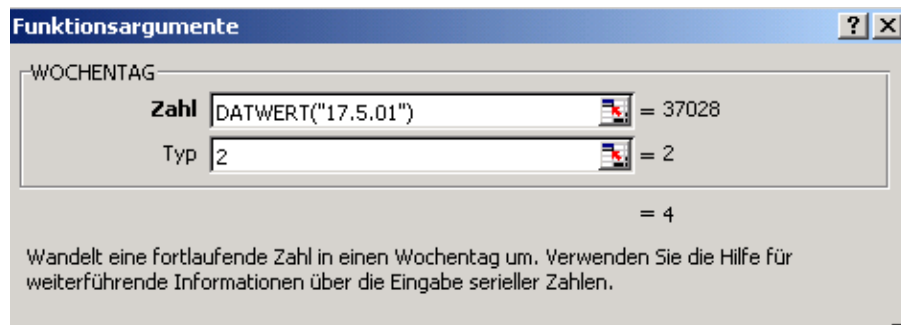 Funktionsargumente
WOCHENTAG
Zahl DATWERT("17.5.01") = 37028
Typ 2 = 2
= 4
Wandelt eine fortlaufende Zahl in einen Wochentag um. Verwenden Sie die Hilfe für
weiterführende Informationen über die Eingabe serieller Zahlen.